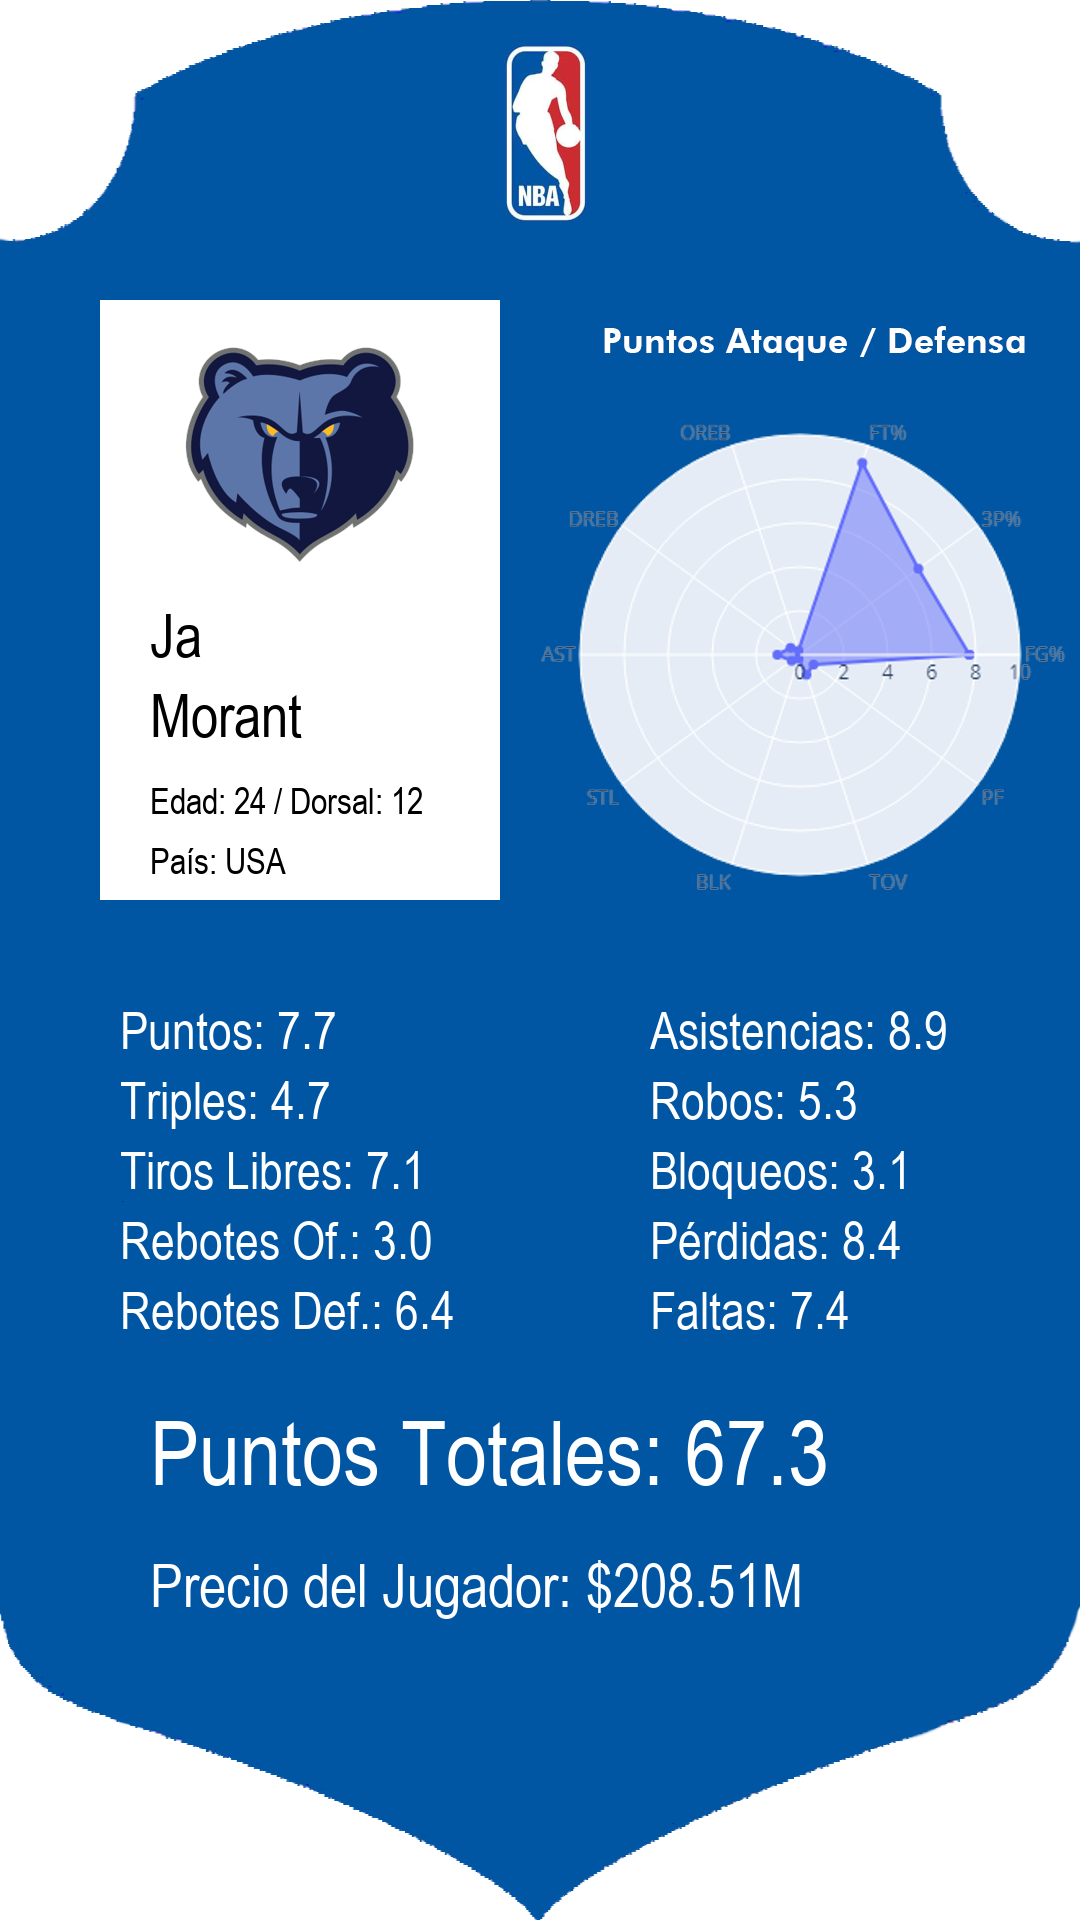 NBA
Puntos Ataque / Defensa
OREB
FT%
DREB
3P%
AST
FG%
0 2 4 6 8 10
STL
PF
BLK
TOV
Ja
Morant
Edad: 24 / Dorsal: 12
País: USA
Puntos: 7.7
Triples: 4.7
Tiros Libres: 7.1
Rebotes Of.: 3.0
Rebotes Def.: 6.4
Asistencias: 8.9
Robos: 5.3
Bloqueos: 3.1
Pérdidas: 8.4
Faltas: 7.4
Puntos Totales: 67.3
Precio del Jugador: $208.51M